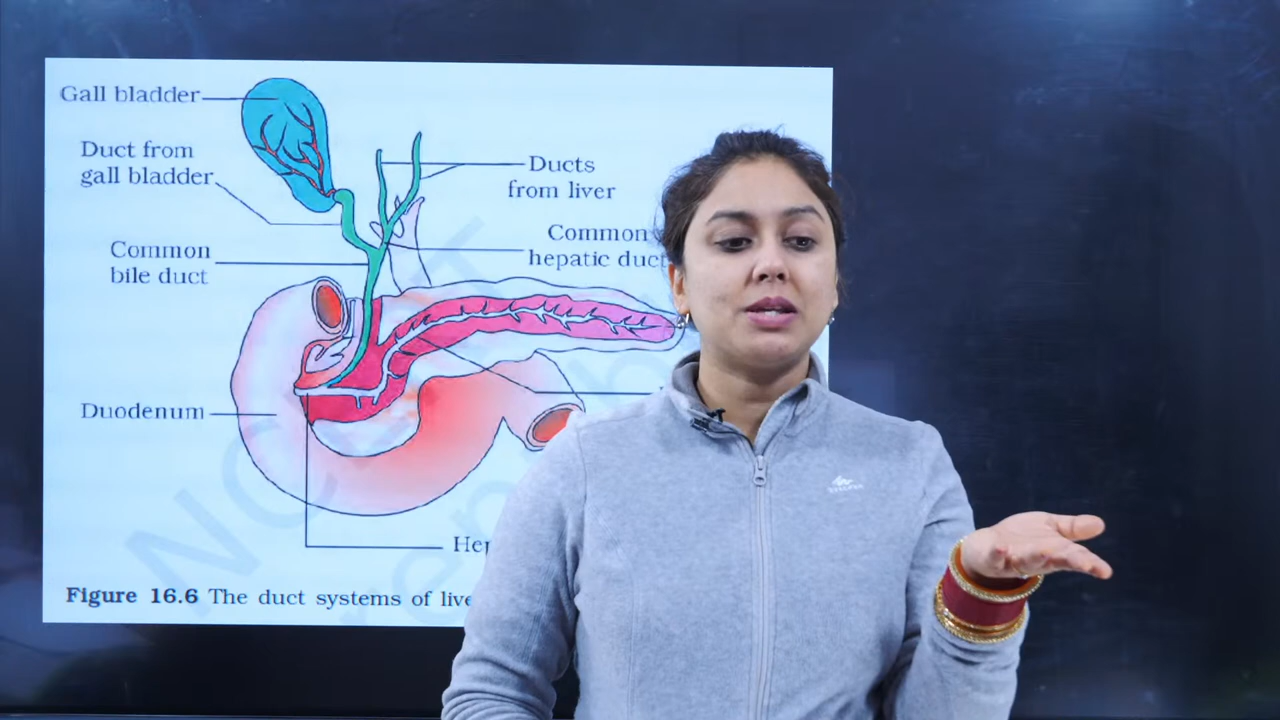 Gall bladder
Duct from
gall bladder
Ducts
from liver
Common
bile duct
Common
hepatic duct
Duodenum
Figure 16.6 The duct systems of